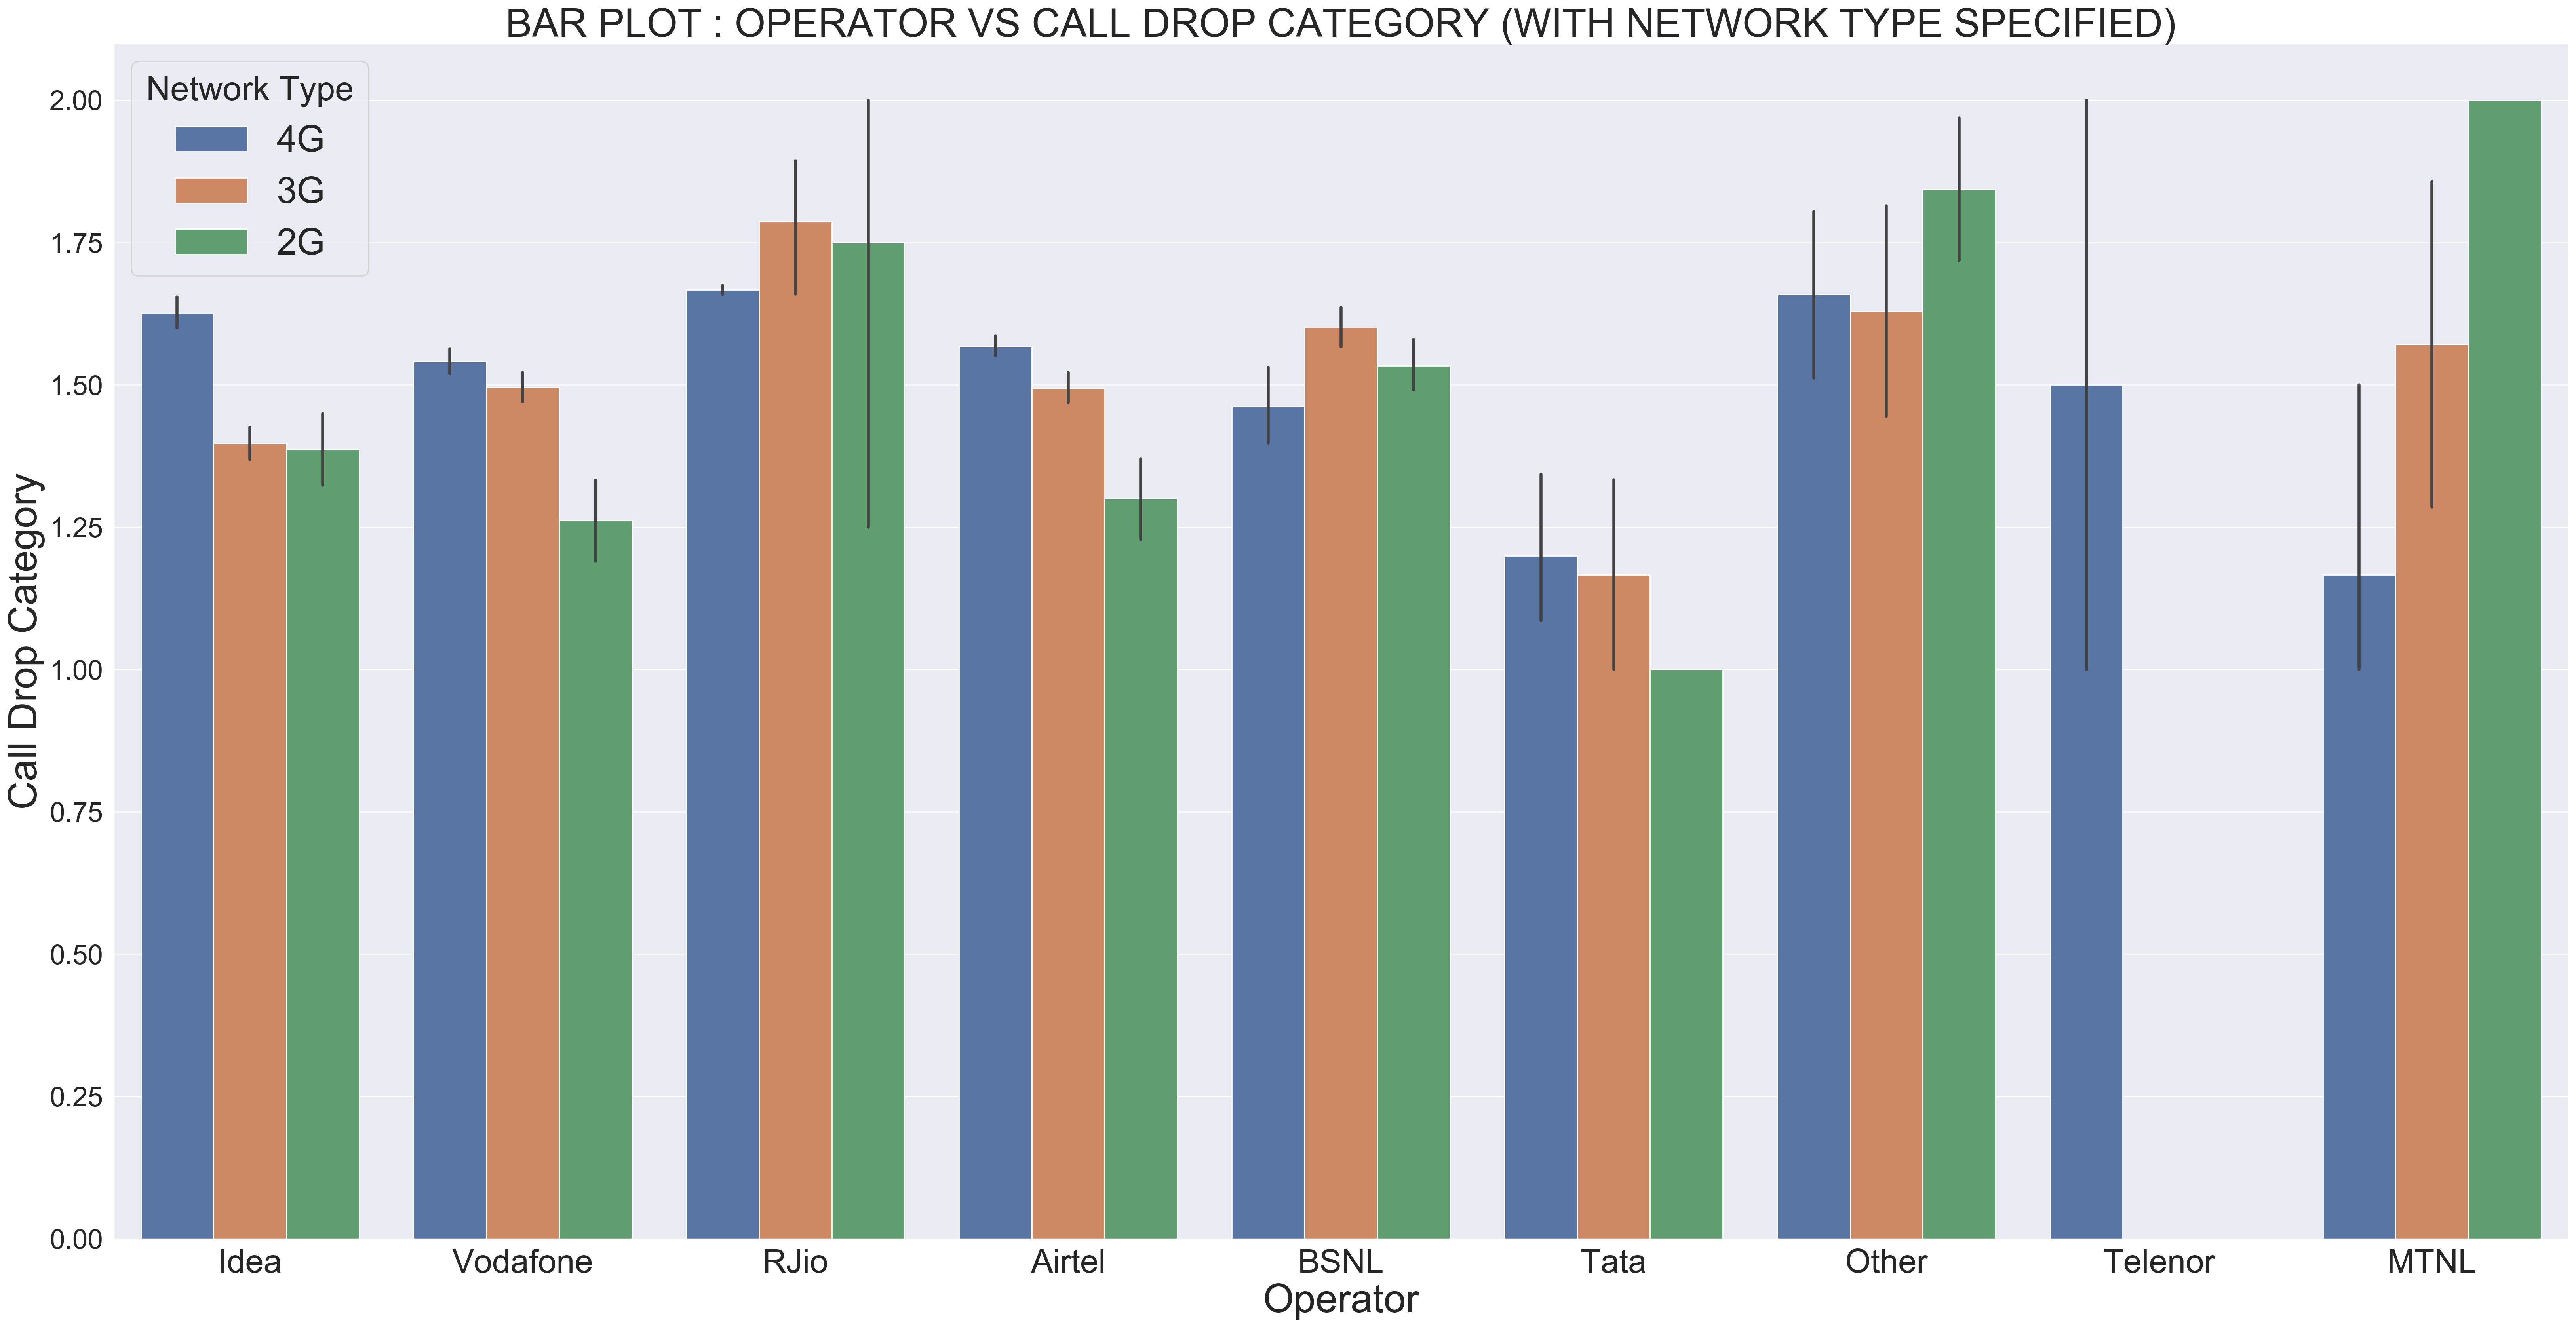 BAR PLOT : OPERATOR VS CALL DROP CATEGORY (WITH NETWORK TYPE SPECIFIED)
Network Type
4G
3G
2G
Call Drop Category
2.00
1.75
1.50
1.25
1.00
0.75
0.50
0.25
0.00
Idea Vodafone RJio Airtel BSNL Tata Other Telenor MTNL
Operator